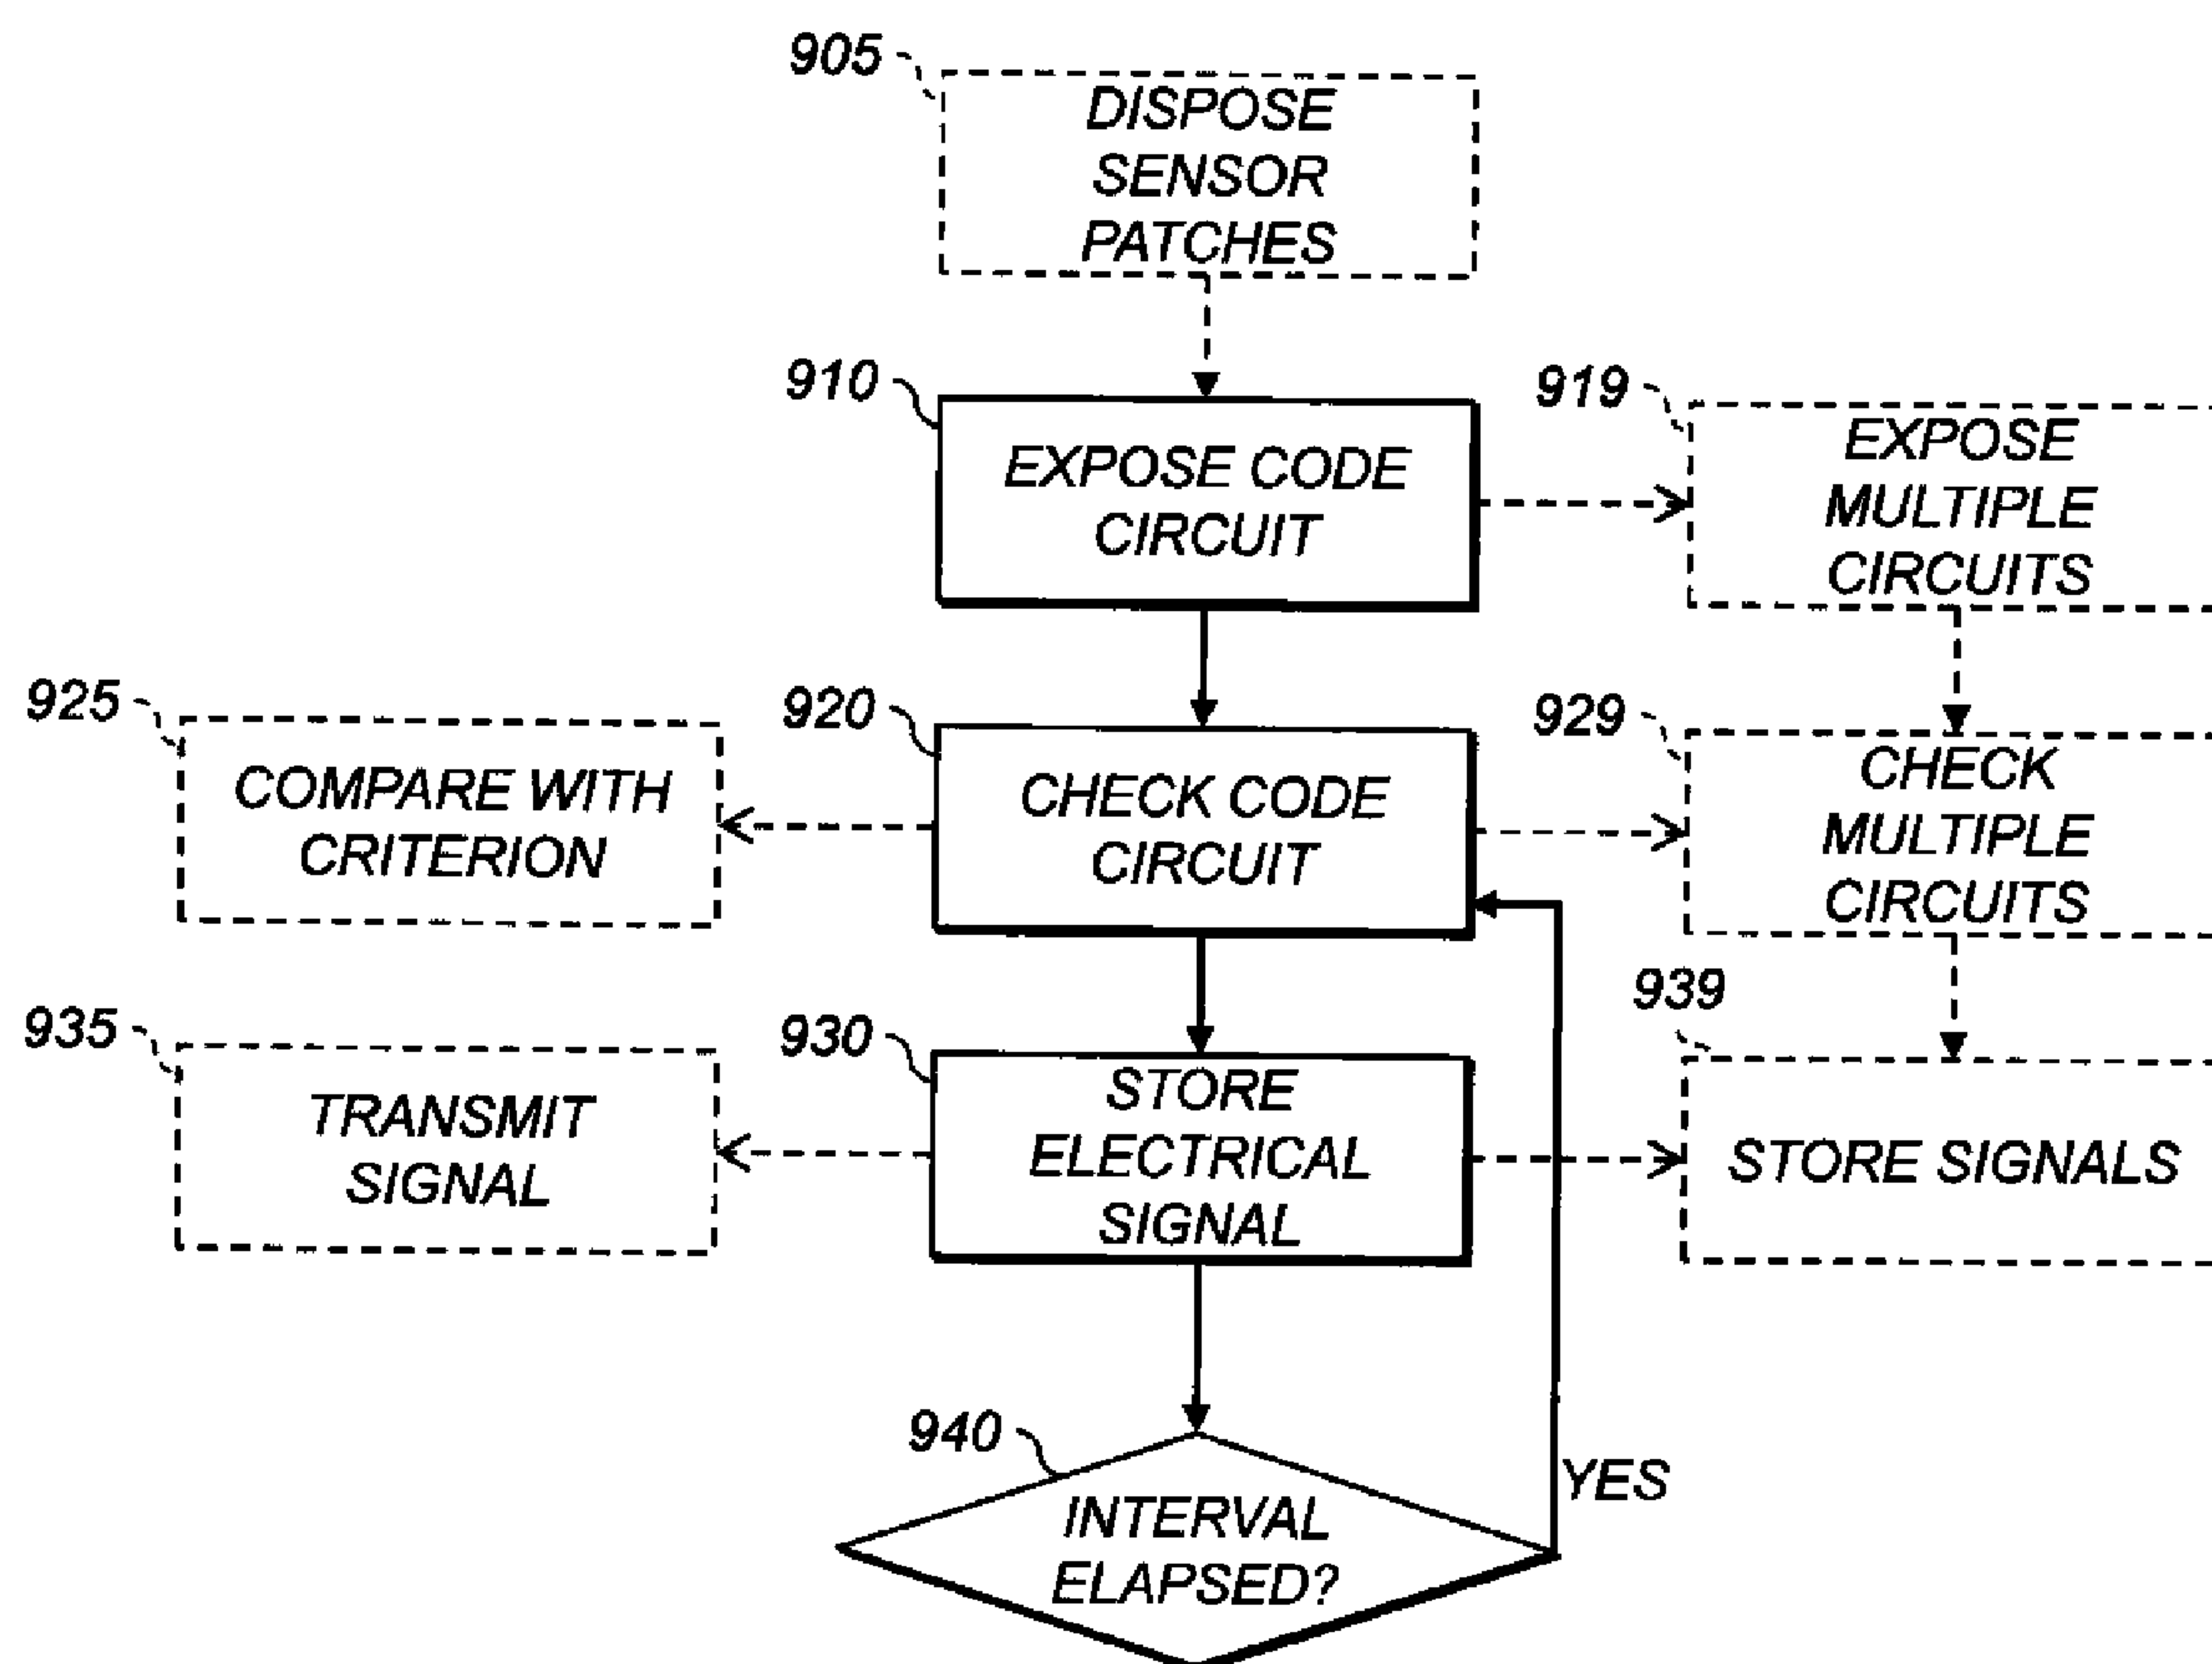 905
DISPOSE
SENSOR
PATCHES
910
EXPOSE CODE
CIRCUIT
919
EXPOSE
MULTIPLE
CIRCUITS
925
COMPARE WITH
CRITERION
920
CHECK CODE
CIRCUIT
929
CHECK
MULTIPLE
CIRCUITS
935
TRANSMIT
SIGNAL
930
STORE
ELECTRICAL
SIGNAL
939
STORE SIGNALS
940
INTERVAL
ELAPSED?
YES